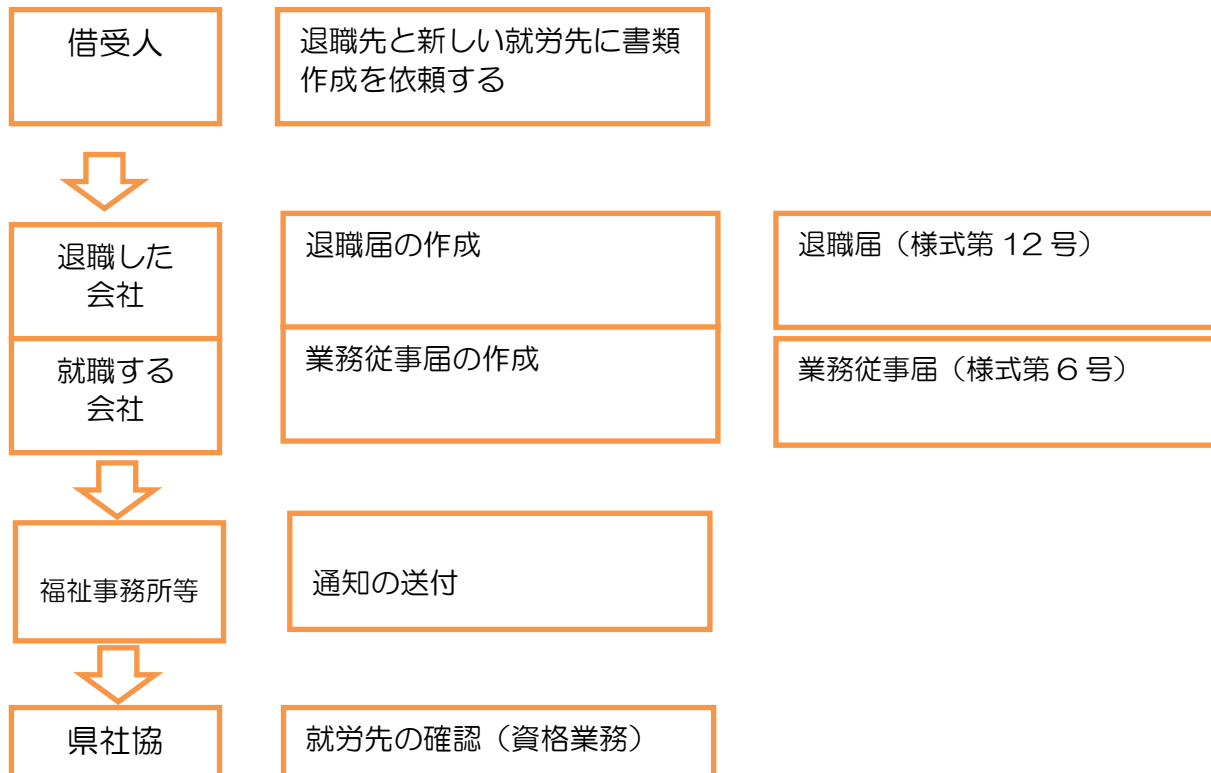 借受人
退職先と新しい就労先に書類
作成を依頼する
退職した
会社
退職届の作成
退職届（様式第 12 号）
就職する
会社
業務従事届の作成
業務従事届（様式第 6 号）
福祉事務所等
通知の送付
県社協
就労先の確認（資格業務）